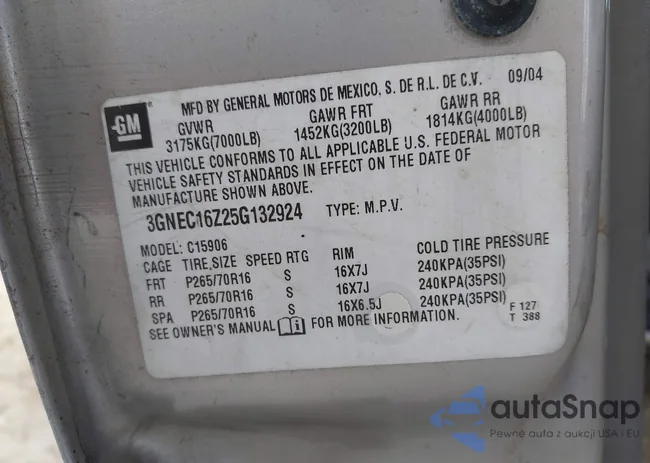 MFD BY GENERAL MOTORS DE MEXICO, S. DE R.L. DE C.V. 09/04
GM
GVWR GAWR FRT GAWR RR
3175KG(7000LB) 1452KG(3200LB) 1814KG(4000LB)
THIS VEHICLE CONFORMS TO ALL APPLICABLE U.S. FEDERAL MOTOR
VEHICLE SAFETY STANDARDS IN EFFECT ON THE DATE OF
MANUFACTURE SHOWN ABOVE.
3GNEC16Z25G132924 TYPE: M.P.V.
MODEL: C15906
CAGE TIRE,SIZE SPEED RTG RIM COLD TIRE PRESSURE
FRT P265/70R16 S 16X7J 240KPA(35PSI)
RR P265/70R16 S 16X7J 240KPA(35PSI)
SPA P265/70R16 S 16X6.5J 240KPA(35PSI)
SEE OWNER'S MANUAL FOR MORE INFORMATION.
F 127
T 388
autaSnap
Pewne auta z aukcji USA i EU